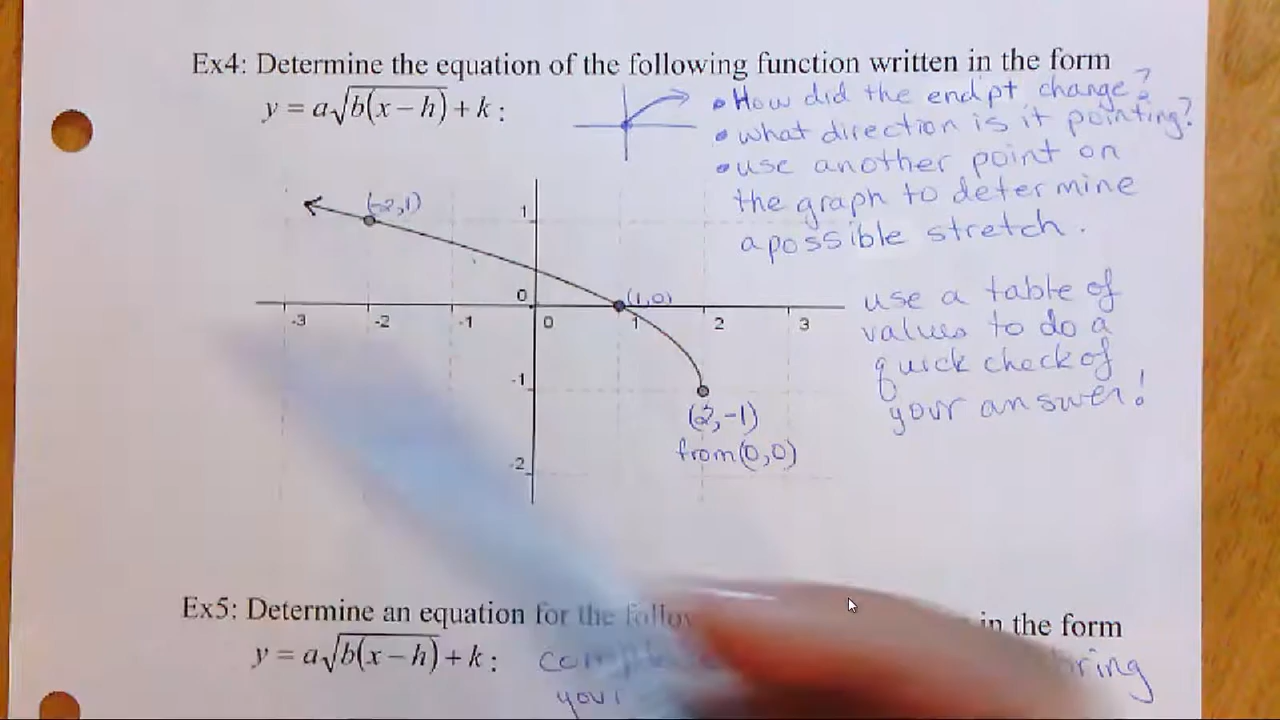 Ex4: Determine the equation of the following function written in the form
y = a√b(x − h) + k :
• How did the endpt change?
• what direction is it pointing?
• use another point on
the graph to determine
a possible stretch.
(-2,1)
1
0
(1,0)
-3 -2 -1 0 1 2 3
-1
(2,-1)
from (0,0)
-2
use a table of
values to do a
quick check of
your answer!
Ex5: Determine an equation for the in the form
y = a√b(x − h) + k : bring